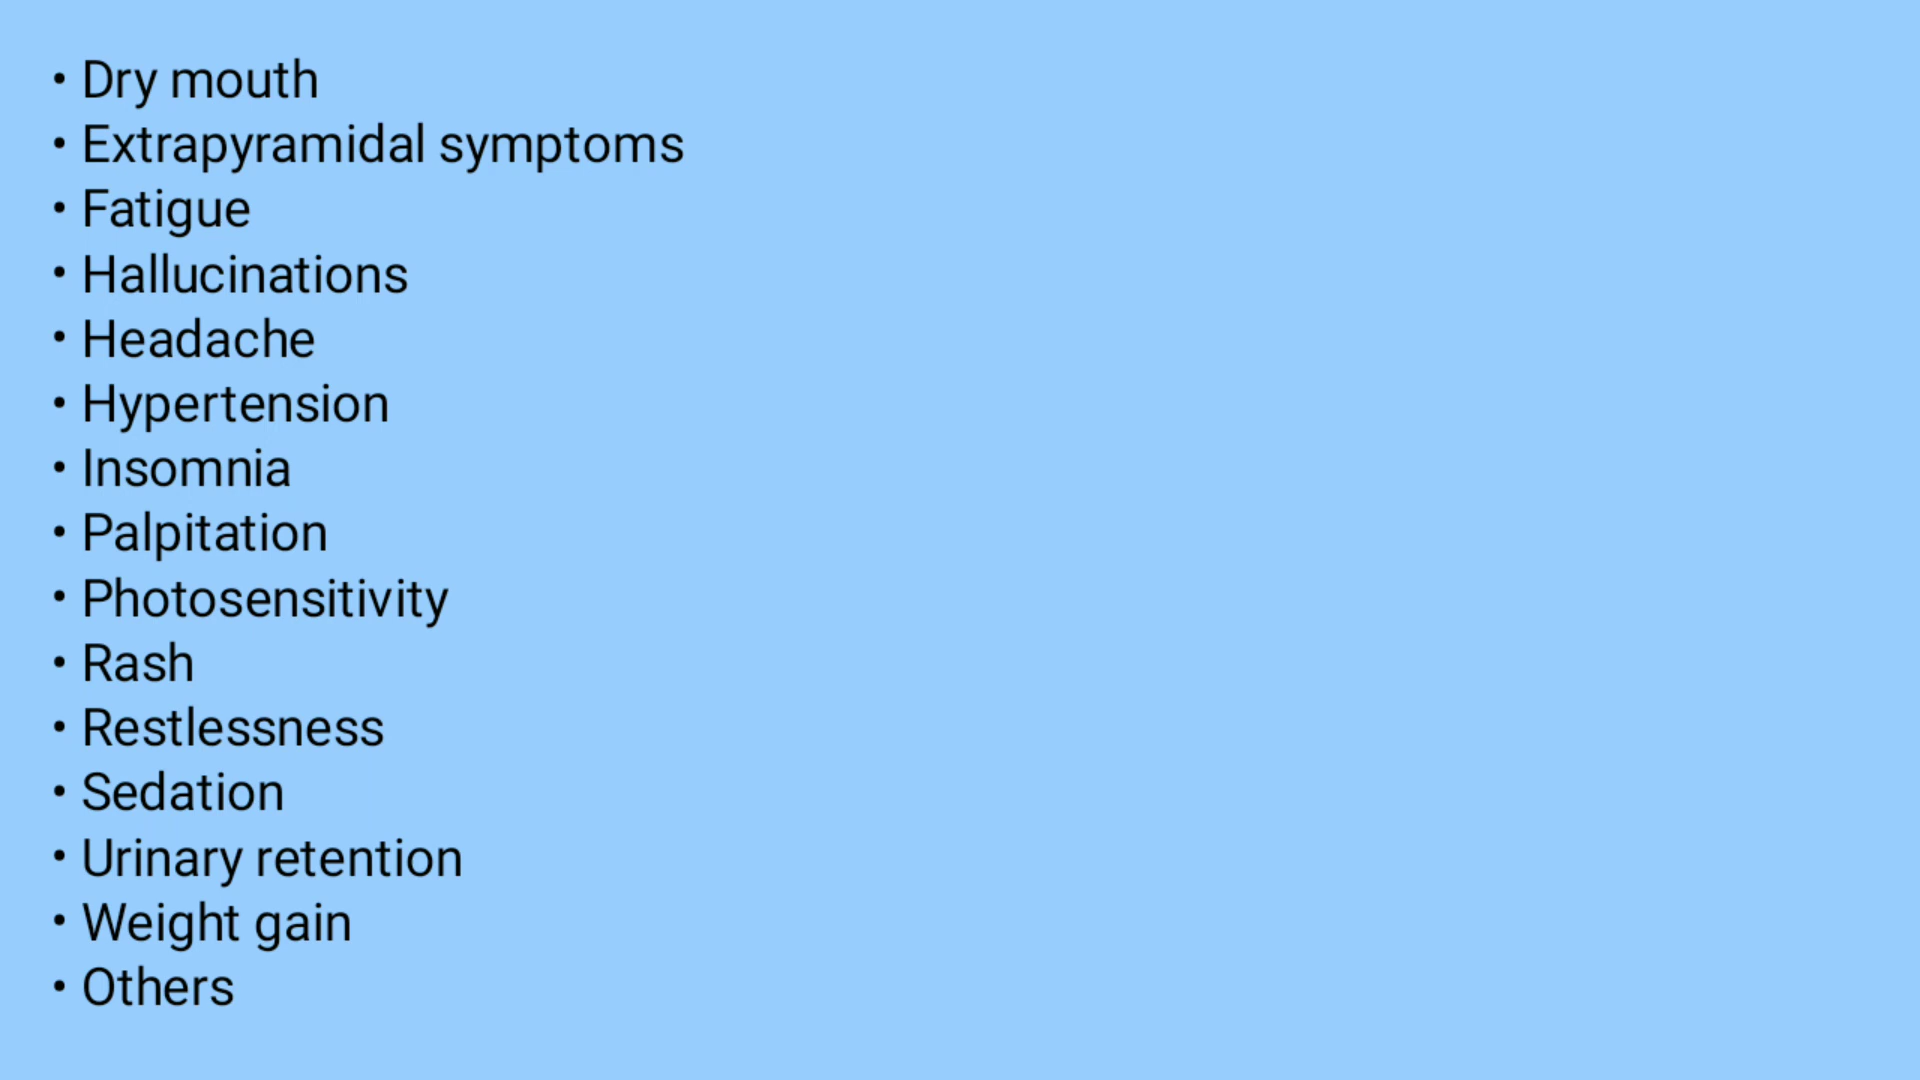 • Dry mouth
• Extrapyramidal symptoms
• Fatigue
• Hallucinations
• Headache
• Hypertension
• Insomnia
• Palpitation
• Photosensitivity
• Rash
• Restlessness
• Sedation
• Urinary retention
• Weight gain
• Others